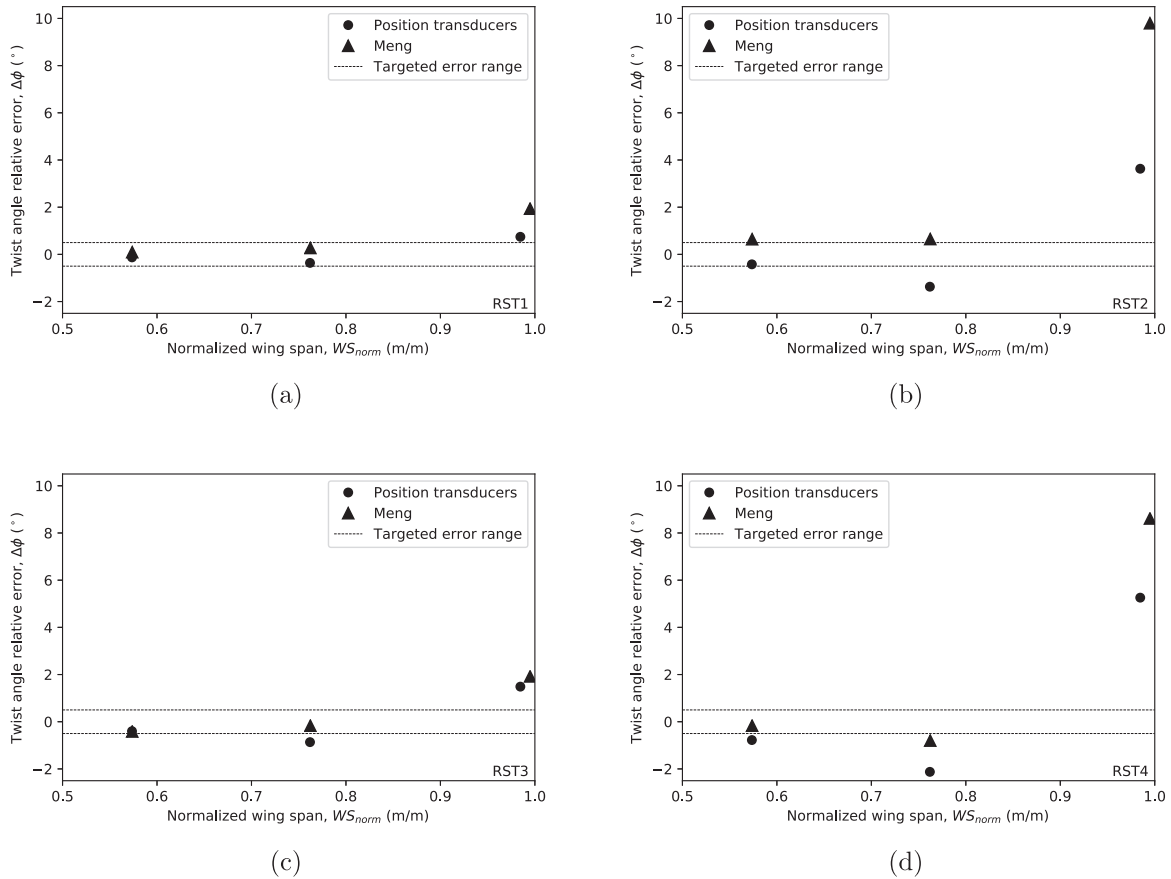 10
8
6
4
2
0
−2
Twist angle relative error, Δϕ (°)
Position transducers
Meng
Targeted error range
RST1
0.5 0.6 0.7 0.8 0.9 1.0
Normalized wing span, WS_norm (m/m)
(a)
10
8
6
4
2
0
−2
Twist angle relative error, Δϕ (°)
Position transducers
Meng
Targeted error range
RST2
0.5 0.6 0.7 0.8 0.9 1.0
Normalized wing span, WS_norm (m/m)
(b)
10
8
6
4
2
0
−2
Twist angle relative error, Δϕ (°)
Position transducers
Meng
Targeted error range
RST3
0.5 0.6 0.7 0.8 0.9 1.0
Normalized wing span, WS_norm (m/m)
(c)
10
8
6
4
2
0
−2
Twist angle relative error, Δϕ (°)
Position transducers
Meng
Targeted error range
RST4
0.5 0.6 0.7 0.8 0.9 1.0
Normalized wing span, WS_norm (m/m)
(d)